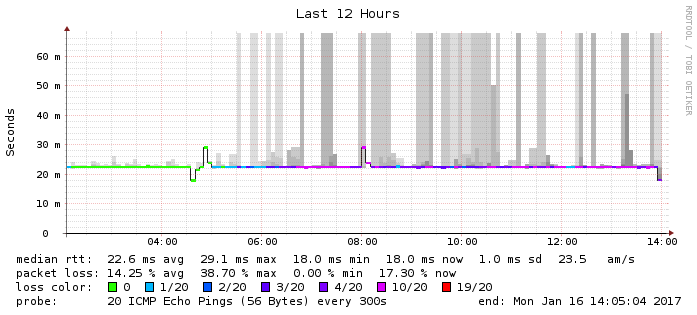 Last 12 Hours
RRDTOOL / TOBI OETIKER
Seconds
60 m
50 m
40 m
30 m
20 m
10 m
0
04:00 06:00 08:00 10:00 12:00 14:00
median rtt: 22.6 ms avg 29.1 ms max 18.0 ms min 18.0 ms now 1.0 ms sd 23.5 am/s
packet loss: 14.25 % avg 38.70 % max 0.00 % min 17.30 % now
loss color: 0 1/20 2/20 3/20 4/20 10/20 19/20
probe: 20 ICMP Echo Pings (56 Bytes) every 300s end: Mon Jan 16 14:05:04 2017